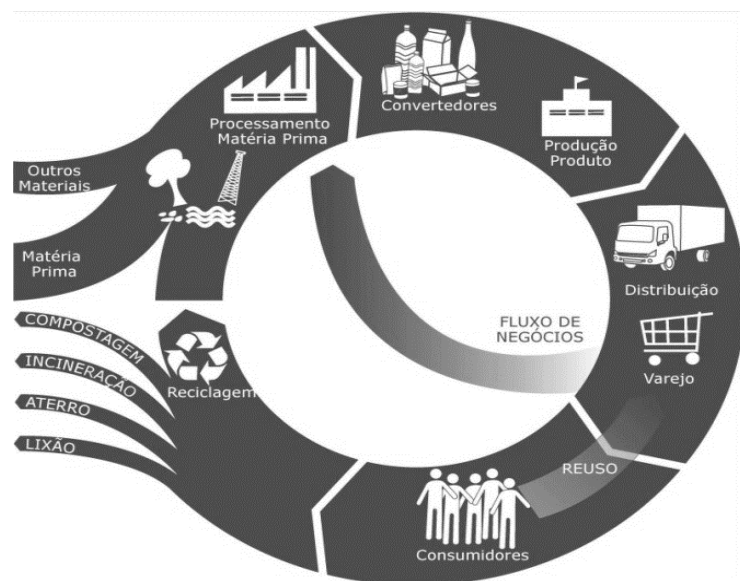 Convertedores
Processamento
Matéria Prima
Produção
Produto
Outros
Materiais
Matéria
Prima
Distribuição
COMPOSTAGEM
INCINERAÇÃO
ATERRO
LIXÃO
Reciclagem
FLUXO DE
NEGÓCIOS
Varejo
REUSO
Consumidores